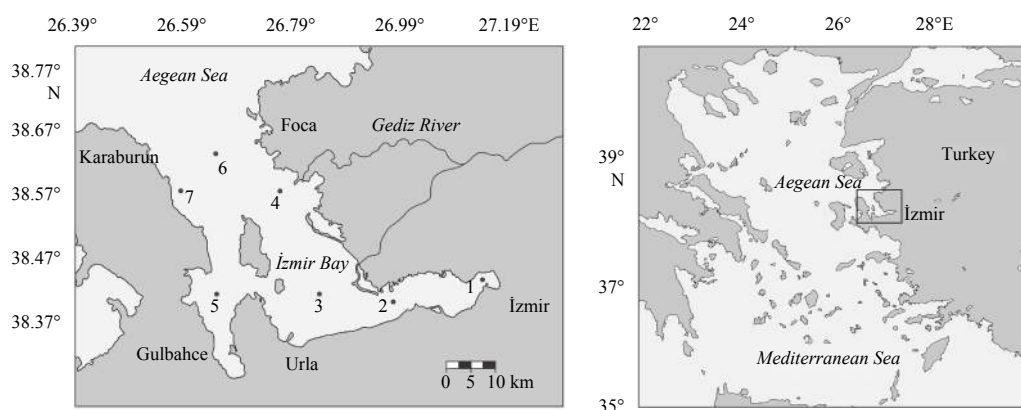 26.39° 26.59° 26.79° 26.99° 27.19°E
38.77°
N
Aegean Sea
38.67°
Foca
Gediz River
Karaburun
6
38.57°
7
4
38.47°
İzmir Bay
5
3
2
1
İzmir
38.37°
Gulbahce
Urla
0 5 10 km
22° 24° 26° 28°E
39°
N
Turkey
Aegean Sea
İzmir
37°
Mediterranean Sea
35°